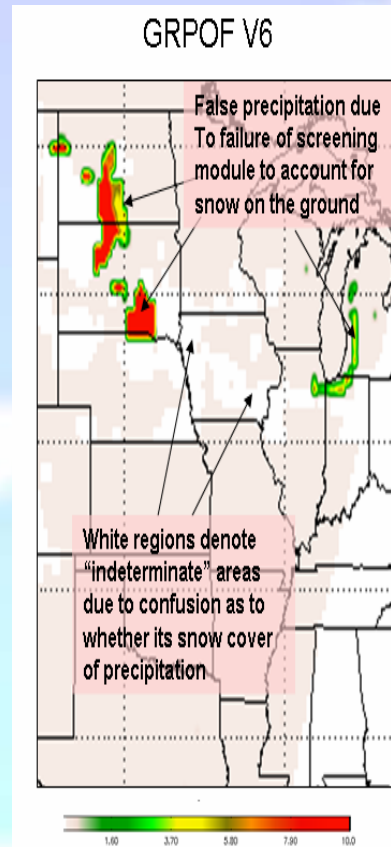 GRPOF V6
False precipitation due
To failure of screening
module to account for
snow on the ground
White regions denote
“indeterminate” areas
due to confusion as to
whether its snow cover
of precipitation
1.60 3.70 5.80 7.90 10.0